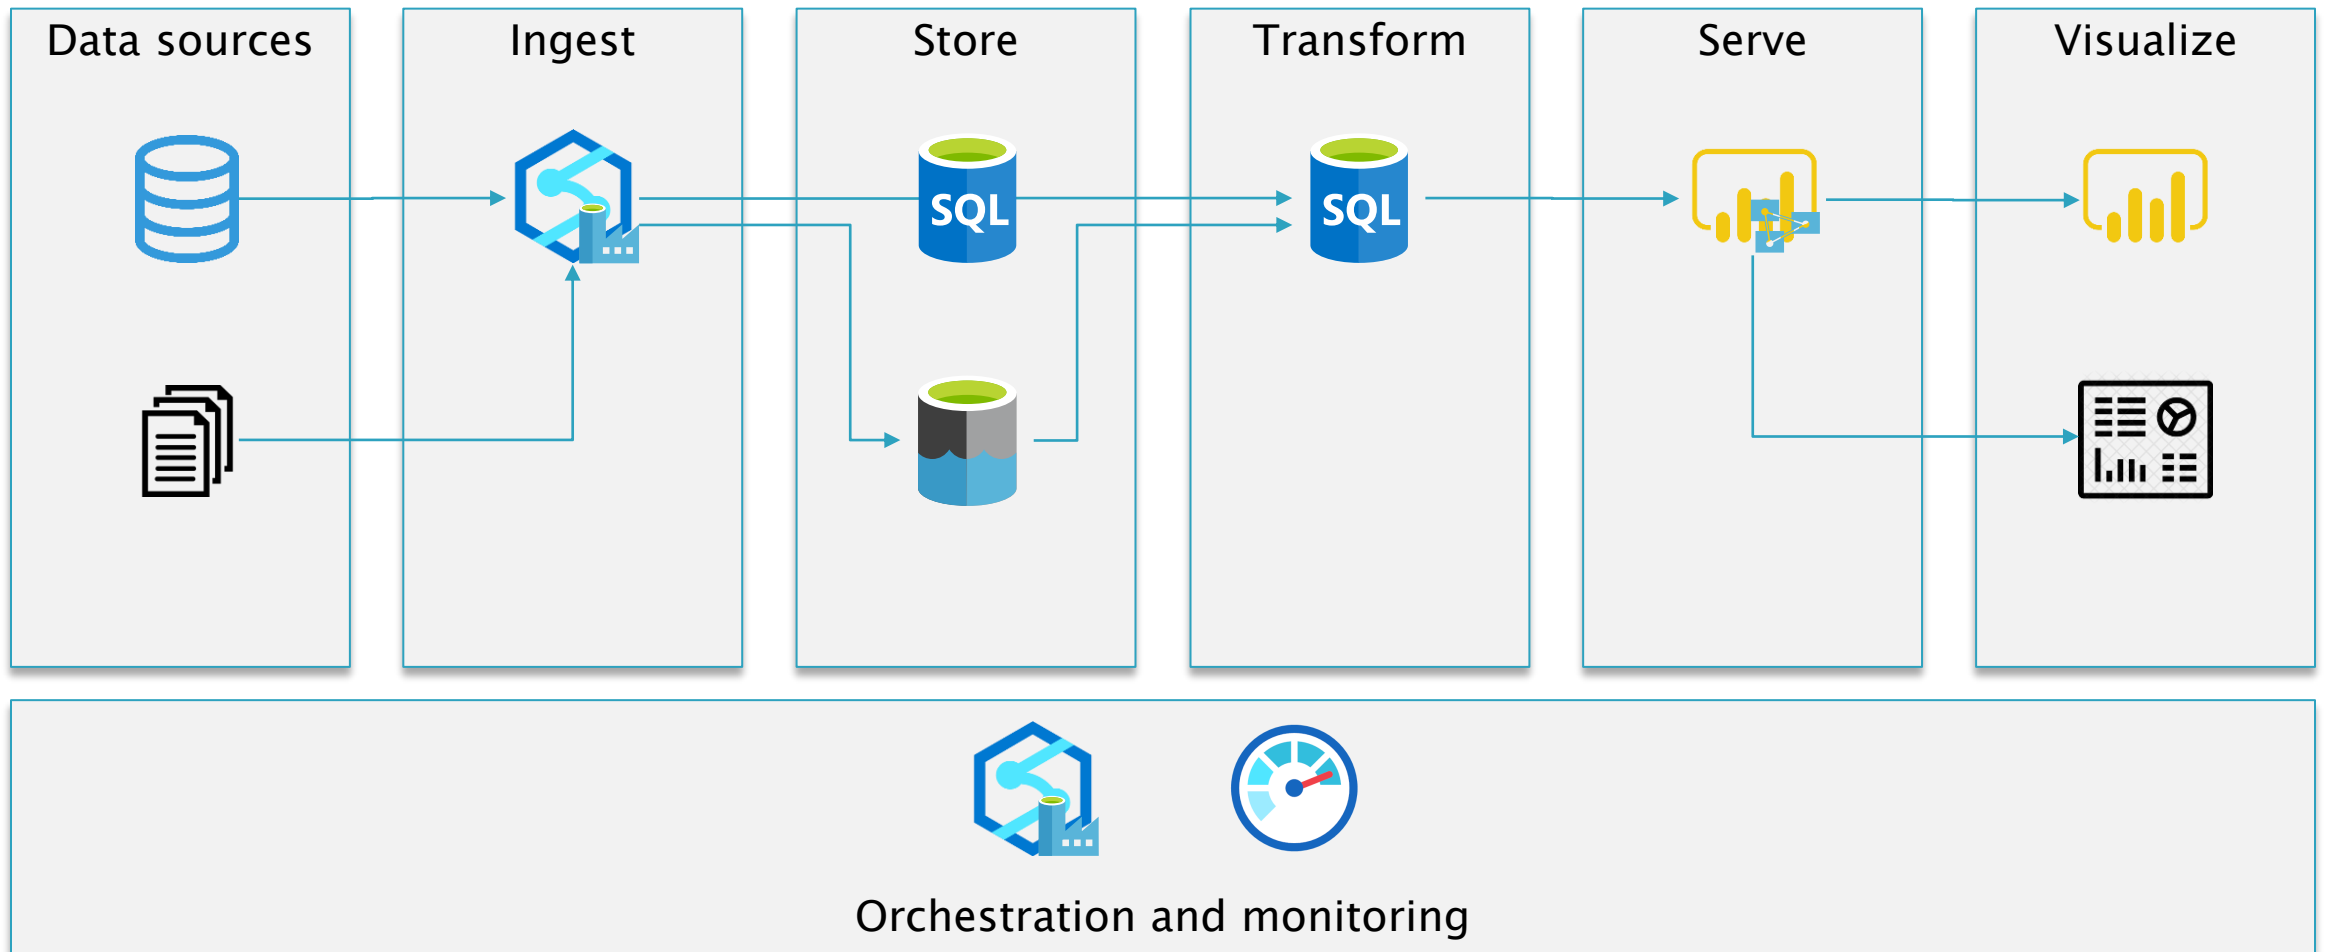 Data sources
Ingest
Store
Transform
Serve
Visualize
SQL
SQL
Orchestration and monitoring